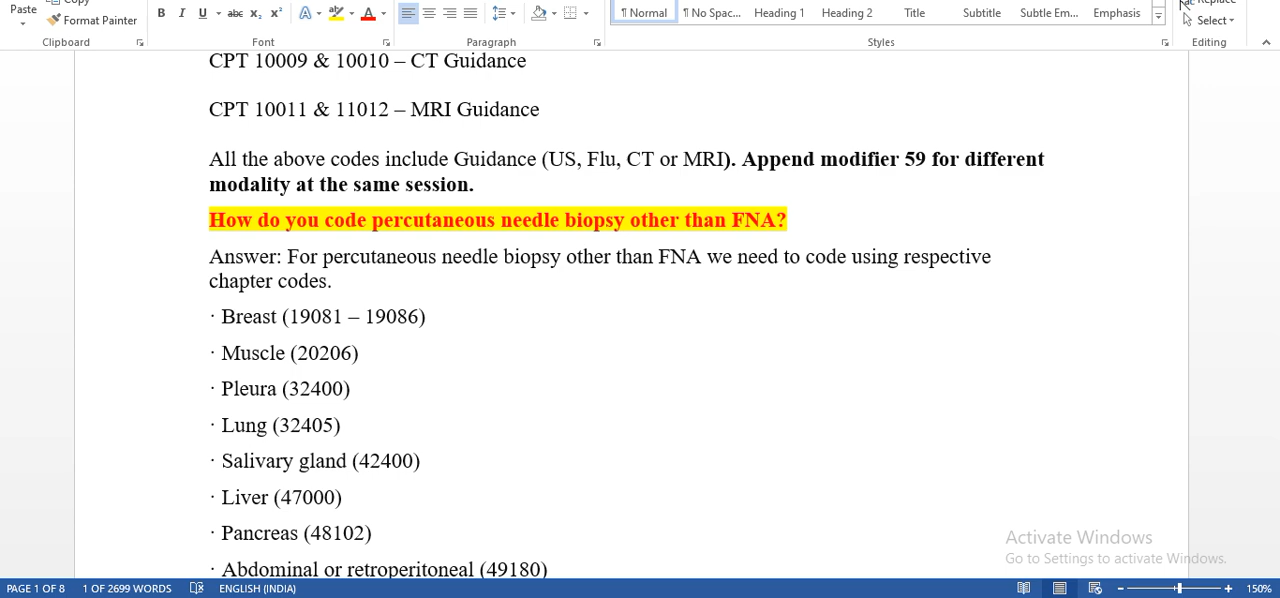 Copy
Paste
Format Painter
B I U abc x₂ x² A A
Clipboard Font Paragraph Styles Editing
¶ Normal ¶ No Spac... Heading 1 Heading 2 Title Subtitle Subtle Em... Emphasis
Replace
Select
CPT 10009 & 10010 – CT Guidance
CPT 10011 & 11012 – MRI Guidance
All the above codes include Guidance (US, Flu, CT or MRI). Append modifier 59 for different
modality at the same session.
How do you code percutaneous needle biopsy other than FNA?
Answer: For percutaneous needle biopsy other than FNA we need to code using respective
chapter codes.
· Breast (19081 – 19086)
· Muscle (20206)
· Pleura (32400)
· Lung (32405)
· Salivary gland (42400)
· Liver (47000)
· Pancreas (48102)
· Abdominal or retroperitoneal (49180)
Activate Windows
Go to Settings to activate Windows.
PAGE 1 OF 8 1 OF 2699 WORDS ENGLISH (INDIA) 150%